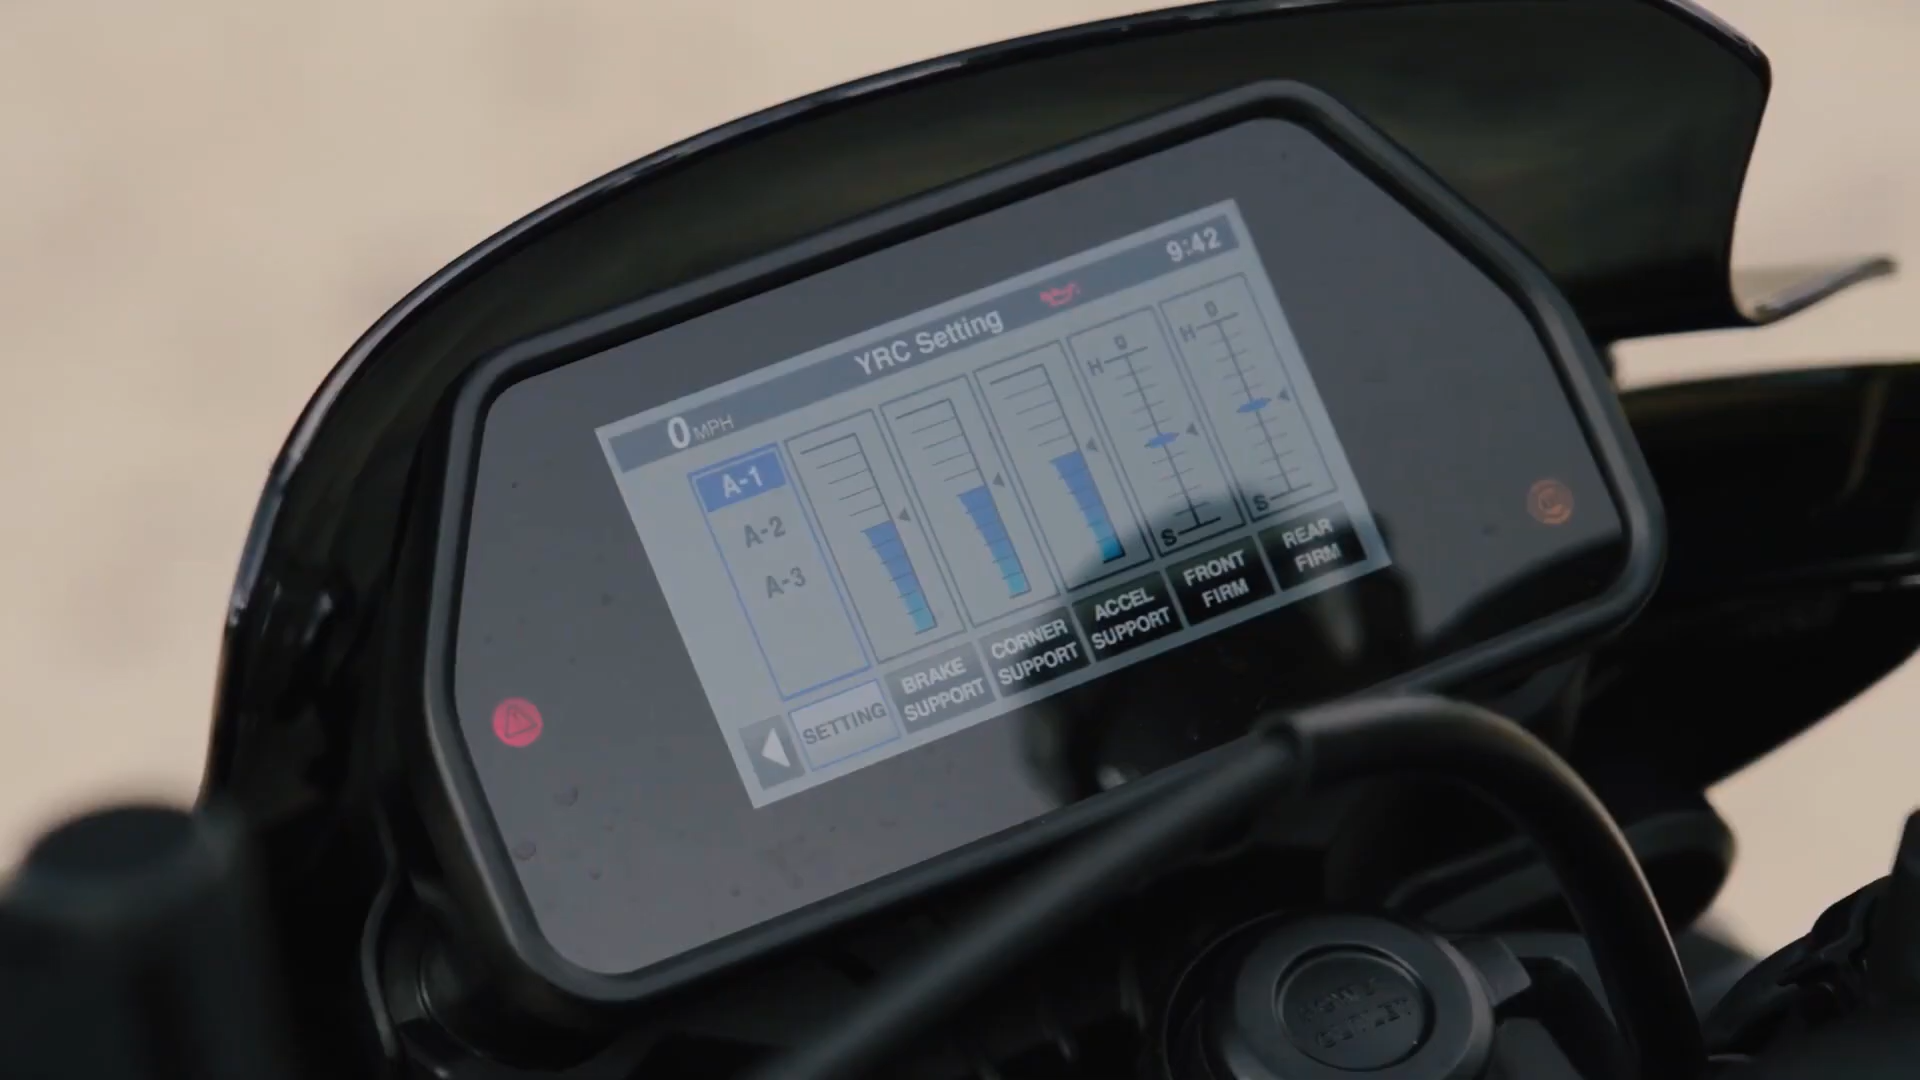 9:42
YRC Setting
0 MPH
A-1
A-2
A-3
0
H
S
0
H
S
SETTING
BRAKE
SUPPORT
CORNER
SUPPORT
ACCEL
SUPPORT
FRONT
FIRM
REAR
FIRM